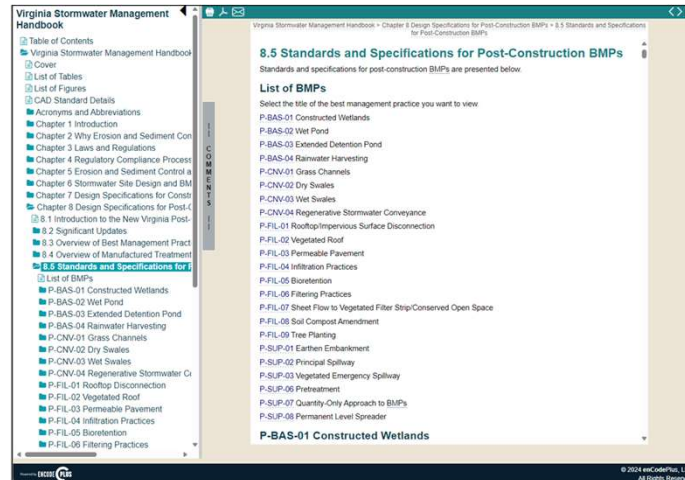 Virginia Stormwater Management
Handbook
Table of Contents
Virginia Stormwater Management Handbook
Cover
List of Tables
List of Figures
CAD Standard Details
Acronyms and Abbreviations
Chapter 1 Introduction
Chapter 2 Why Erosion and Sediment Con
Chapter 3 Laws and Regulations
Chapter 4 Regulatory Compliance Process
Chapter 5 Erosion and Sediment Control a
Chapter 6 Stormwater Site Design and BM
Chapter 7 Design Specifications for Constr
Chapter 8 Design Specifications for Post-C
8.1 Introduction to the New Virginia Post-
8.2 Significant Updates
8.3 Overview of Best Management Pract
8.4 Overview of Manufactured Treatment
8.5 Standards and Specifications for P
List of BMPs
P-BAS-01 Constructed Wetlands
P-BAS-02 Wet Pond
P-BAS-03 Extended Detention Pond
P-BAS-04 Rainwater Harvesting
P-CNV-01 Grass Channels
P-CNV-02 Dry Swales
P-CNV-03 Wet Swales
P-CNV-04 Regenerative Stormwater Co
P-FIL-01 Rooftop Disconnection
P-FIL-02 Vegetated Roof
P-FIL-03 Permeable Pavement
P-FIL-04 Infiltration Practices
P-FIL-05 Bioretention
P-FIL-06 Filtering Practices
COMMENTS
Virginia Stormwater Management Handbook » Chapter 8 Design Specifications for Post-Construction BMPs » 8.5 Standards and Specifications
for Post-Construction BMPs
8.5 Standards and Specifications for Post-Construction BMPs
Standards and specifications for post-construction BMPs are presented below.
List of BMPs
Select the title of the best management practice you want to view
P-BAS-01 Constructed Wetlands
P-BAS-02 Wet Pond
P-BAS-03 Extended Detention Pond
P-BAS-04 Rainwater Harvesting
P-CNV-01 Grass Channels
P-CNV-02 Dry Swales
P-CNV-03 Wet Swales
P-CNV-04 Regenerative Stormwater Conveyance
P-FIL-01 Rooftop/Impervious Surface Disconnection
P-FIL-02 Vegetated Roof
P-FIL-03 Permeable Pavement
P-FIL-04 Infiltration Practices
P-FIL-05 Bioretention
P-FIL-06 Filtering Practices
P-FIL-07 Sheet Flow to Vegetated Filter Strip/Conserved Open Space
P-FIL-08 Soil Compost Amendment
P-FIL-09 Tree Planting
P-SUP-01 Earthen Embankment
P-SUP-02 Principal Spillway
P-SUP-03 Vegetated Emergency Spillway
P-SUP-06 Pretreatment
P-SUP-07 Quantity-Only Approach to BMPs
P-SUP-08 Permanent Level Spreader
P-BAS-01 Constructed Wetlands
Powered by ENCODE PLUS
© 2024 enCodePlus, L
All Rights Reserv